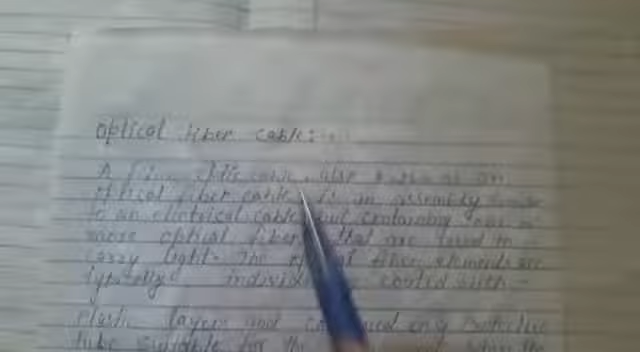 Optical fiber cable:
A fiber optic cable, also known as an
optical fiber cable, is an assembly similar
to an electrical cable but containing one or
more optical fiber that are used to
carry light. The optical fiber elements are
typically coated with
plastic layers and contained in a protective
tube suitable for the